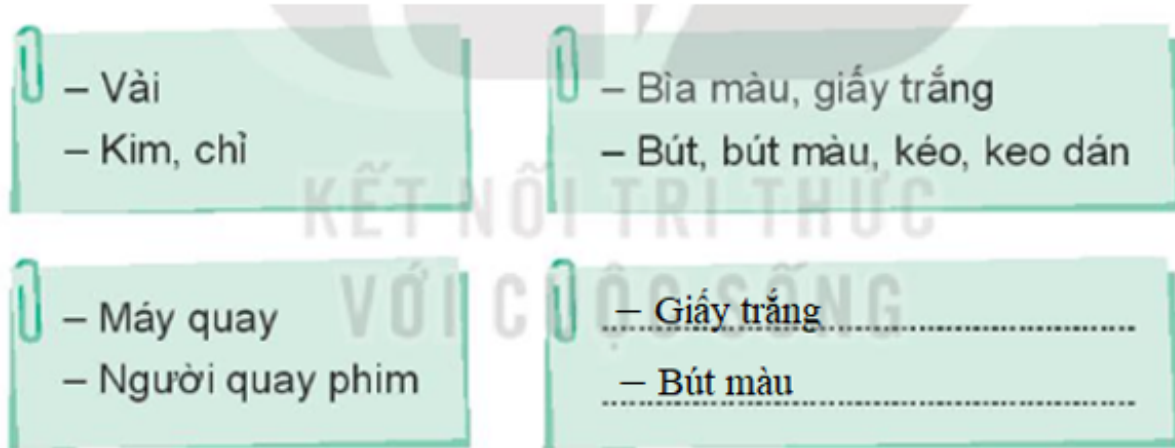 – Vải
– Kim, chỉ
– Bìa màu, giấy trắng
– Bút, bút màu, kéo, keo dán
KẾT NỐI TRI THỨC
VỚI CUỘC SỐNG
– Máy quay
– Người quay phim
– Giấy trắng
– Bút màu